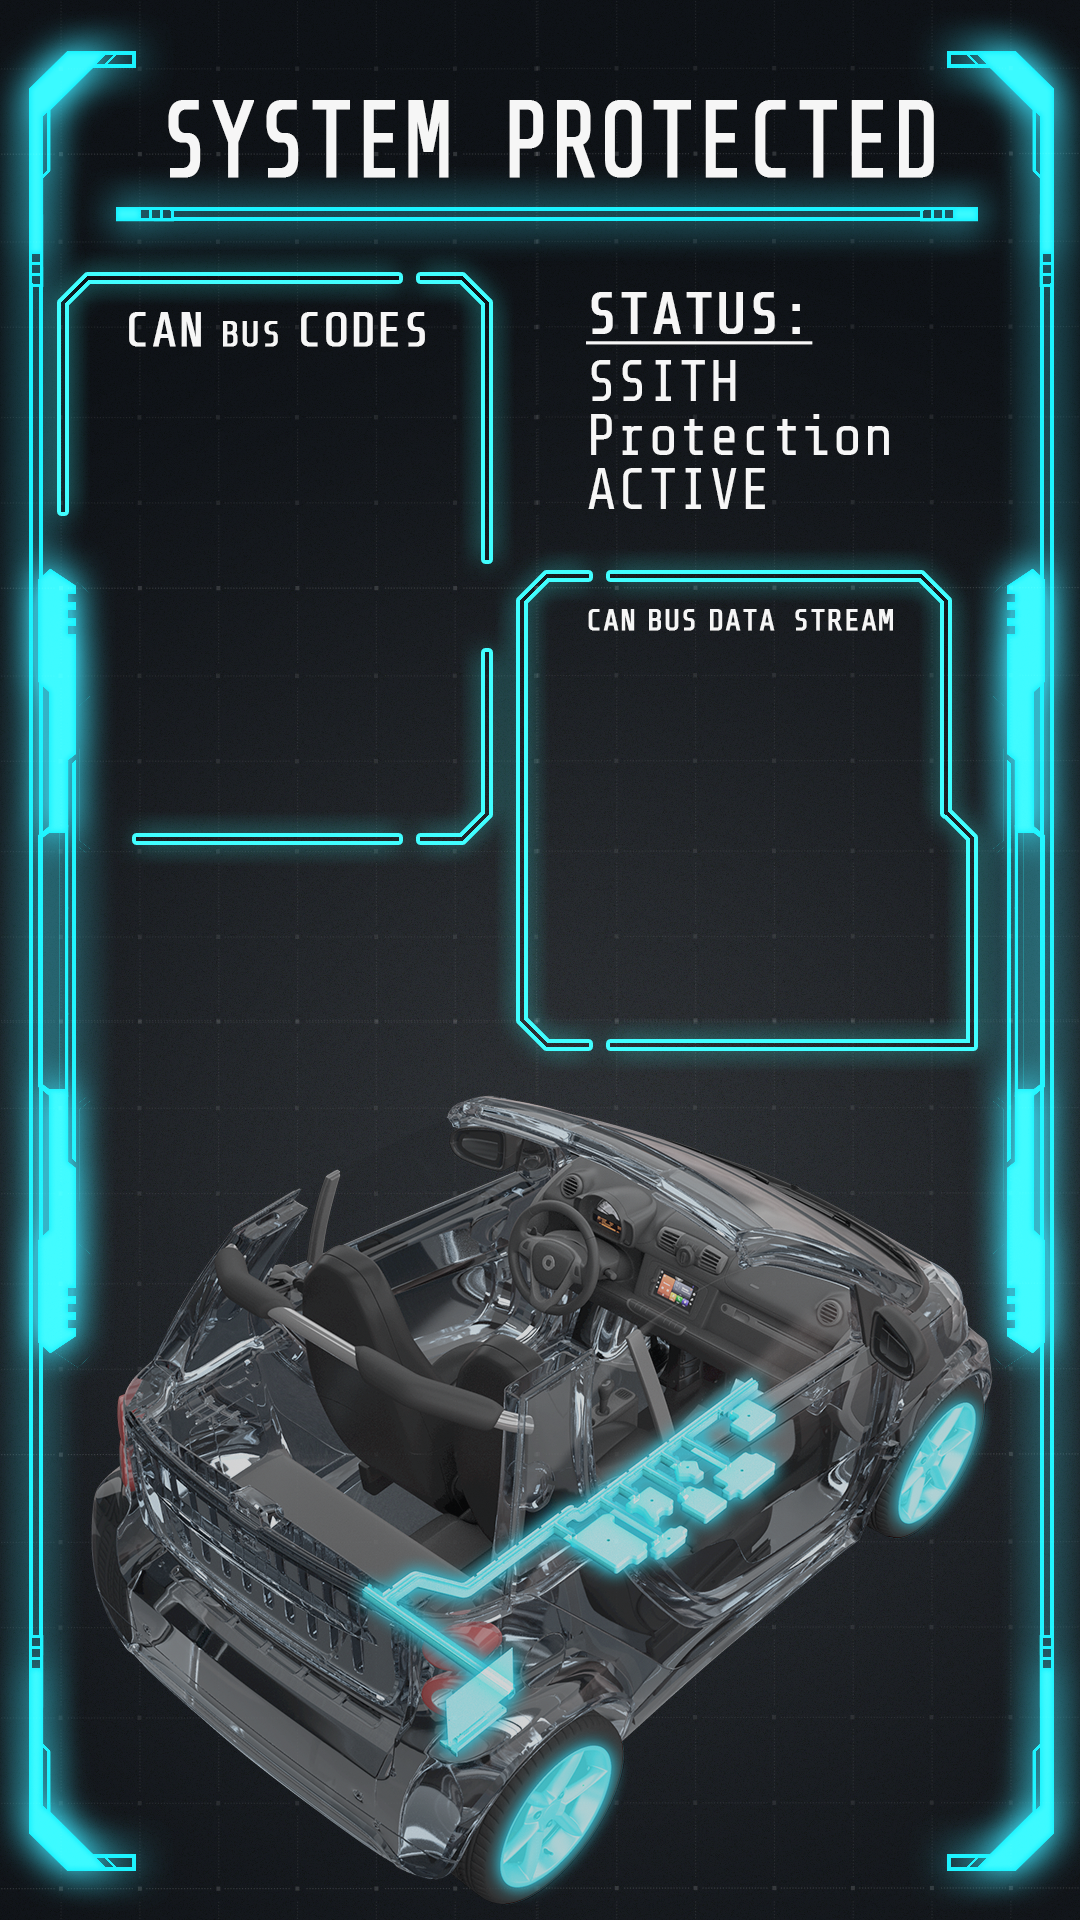 SYSTEM PROTECTED
CAN BUS CODES
STATUS:
SSITH
Protection
ACTIVE
CAN BUS DATA STREAM